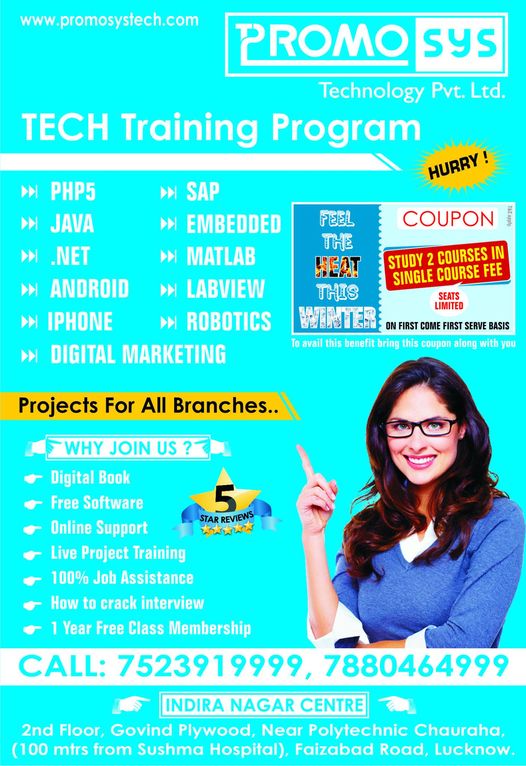 www.promosystech.com
PROMO SYS
Technology Pvt. Ltd.
TECH Training Program
HURRY !
PHP5
JAVA
.NET
ANDROID
IPHONE
DIGITAL MARKETING
SAP
EMBEDDED
MATLAB
LABVIEW
ROBOTICS
FEEL
THE
HEAT
THIS
WINTER
COUPON
STUDY 2 COURSES IN
SINGLE COURSE FEE
SEATS
LIMITED
ON FIRST COME FIRST SERVE BASIS
T&C Apply
To avail this benefit bring this coupon along with you
Projects For All Branches..
WHY JOIN US ?
Digital Book
Free Software
Online Support
Live Project Training
100% Job Assistance
How to crack interview
1 Year Free Class Membership
5
STAR REVIEWS
CALL: 7523919999, 7880464999
INDIRA NAGAR CENTRE
2nd Floor, Govind Plywood, Near Polytechnic Chauraha,
(100 mtrs from Sushma Hospital), Faizabad Road, Lucknow.